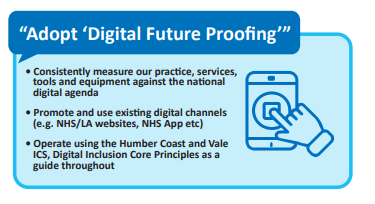 “Adopt ‘Digital Future Proofing’”
• Consistently measure our practice, services,
tools and equipment against the national
digital agenda
• Promote and use existing digital channels
(e.g. NHS/LA websites, NHS App etc)
• Operate using the Humber Coast and Vale
ICS, Digital Inclusion Core Principles as a
guide throughout